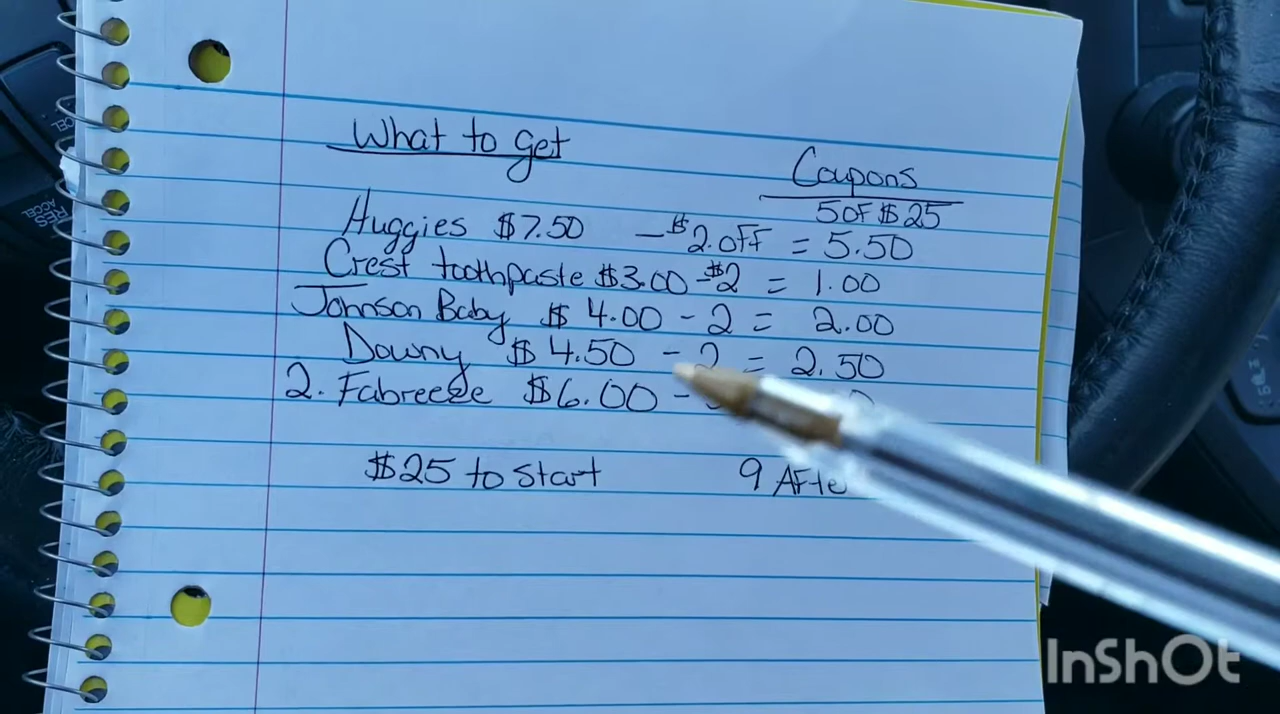 What to get
Coupons
5 OFF $25
Huggies $7.50 - $2.OFF = 5.50
Crest toothpaste $3.00 - $2 = 1.00
Johnson Baby $ 4.00 - 2 = 2.00
Downy $ 4.50 - 2 = 2.50
2. Fabreeze $6.00 -
$25 to start
9
InShOt